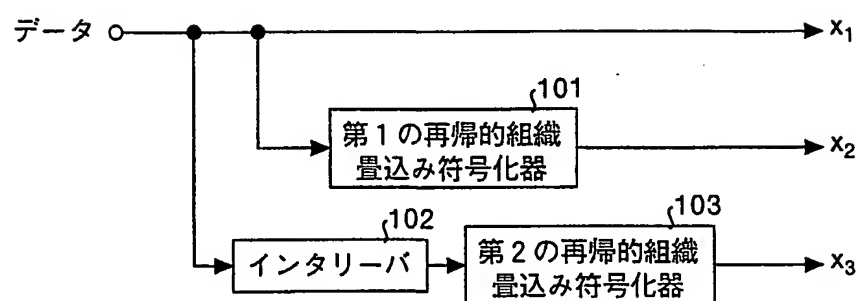 データ
x₁
101
第1の再帰的組織
畳込み符号化器
x₂
102
インタリーバ
103
第2の再帰的組織
畳込み符号化器
x₃